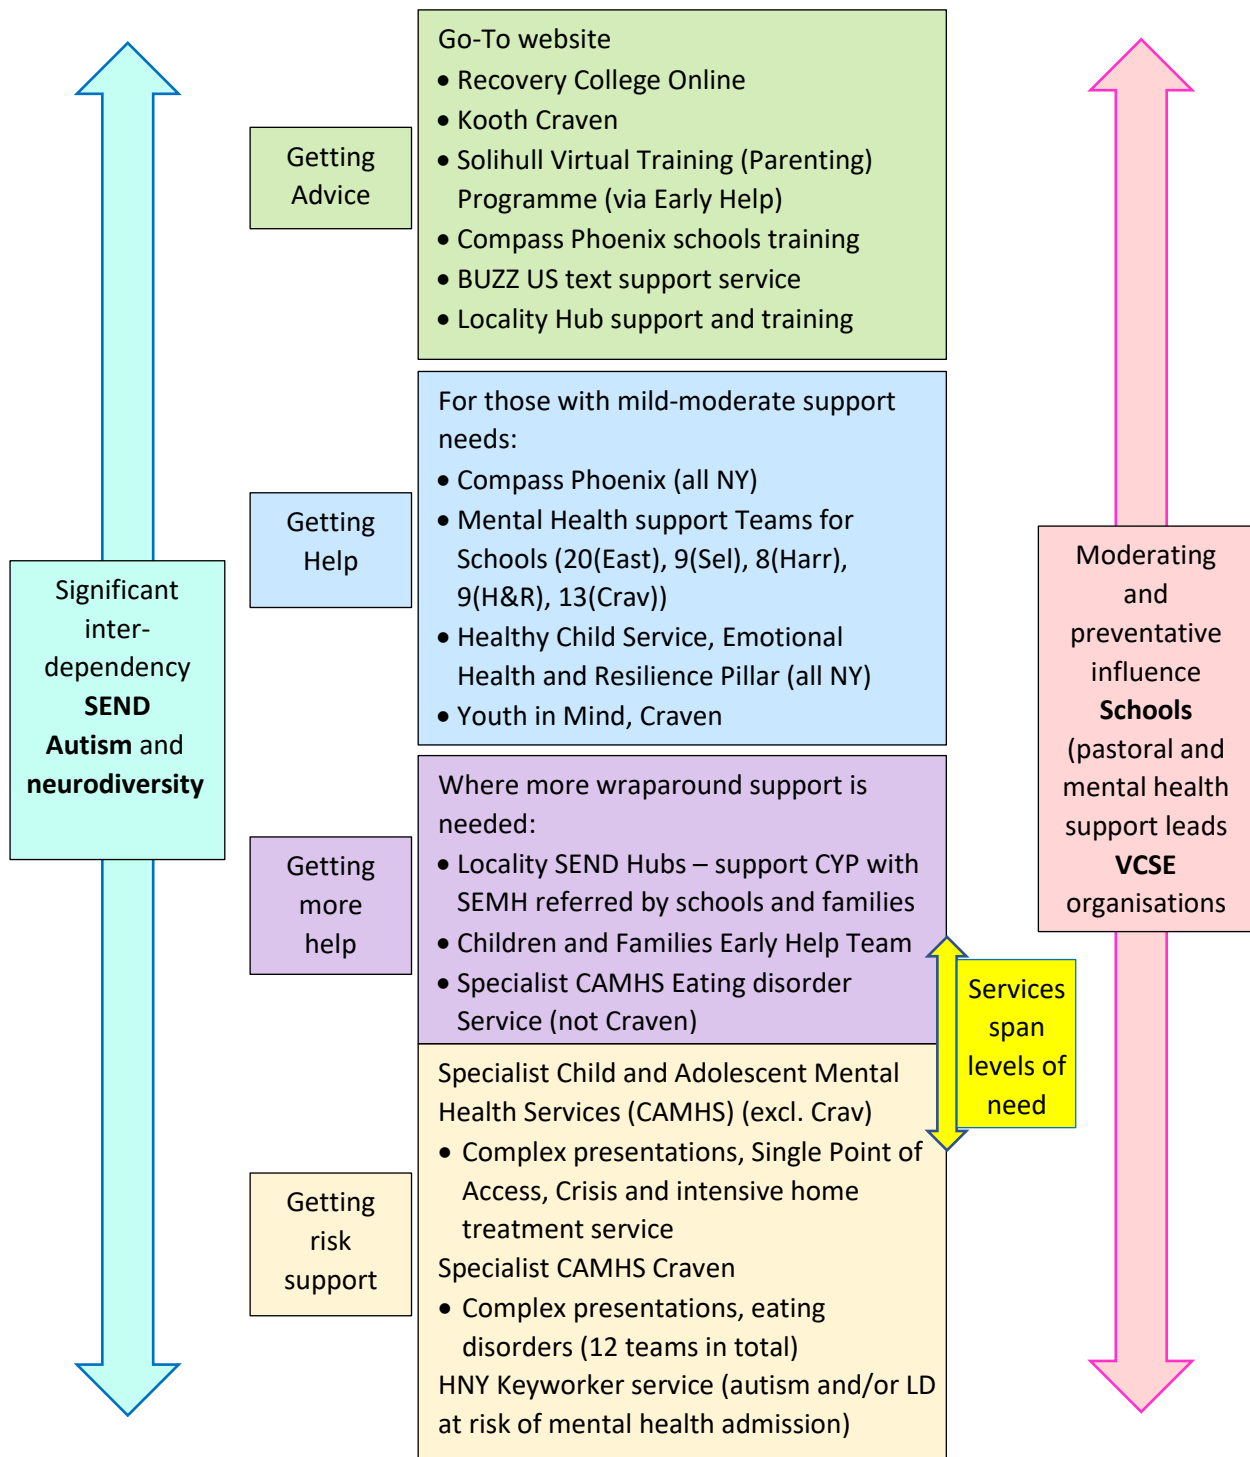 Go-To website
• Recovery College Online
• Kooth Craven
• Solihull Virtual Training (Parenting)
Programme (via Early Help)
• Compass Phoenix schools training
• BUZZ US text support service
• Locality Hub support and training
Getting
Advice
For those with mild-moderate support
needs:
• Compass Phoenix (all NY)
• Mental Health support Teams for
Schools (20(East), 9(Sel), 8(Harr),
9(H&R), 13(Crav))
• Healthy Child Service, Emotional
Health and Resilience Pillar (all NY)
• Youth in Mind, Craven
Getting
Help
Significant
inter-
dependency
SEND
Autism and
neurodiversity
Moderating
and
preventative
influence
Schools
(pastoral and
mental health
support leads
VCSE
organisations
Where more wraparound support is
needed:
• Locality SEND Hubs – support CYP with
SEMH referred by schools and families
• Children and Families Early Help Team
• Specialist CAMHS Eating disorder
Service (not Craven)
Getting
more
help
Services
span
levels of
need
Specialist Child and Adolescent Mental
Health Services (CAMHS) (excl. Crav)
• Complex presentations, Single Point of
Access, Crisis and intensive home
treatment service
Specialist CAMHS Craven
• Complex presentations, eating
disorders (12 teams in total)
HNY Keyworker service (autism and/or LD
at risk of mental health admission)
Getting
risk
support